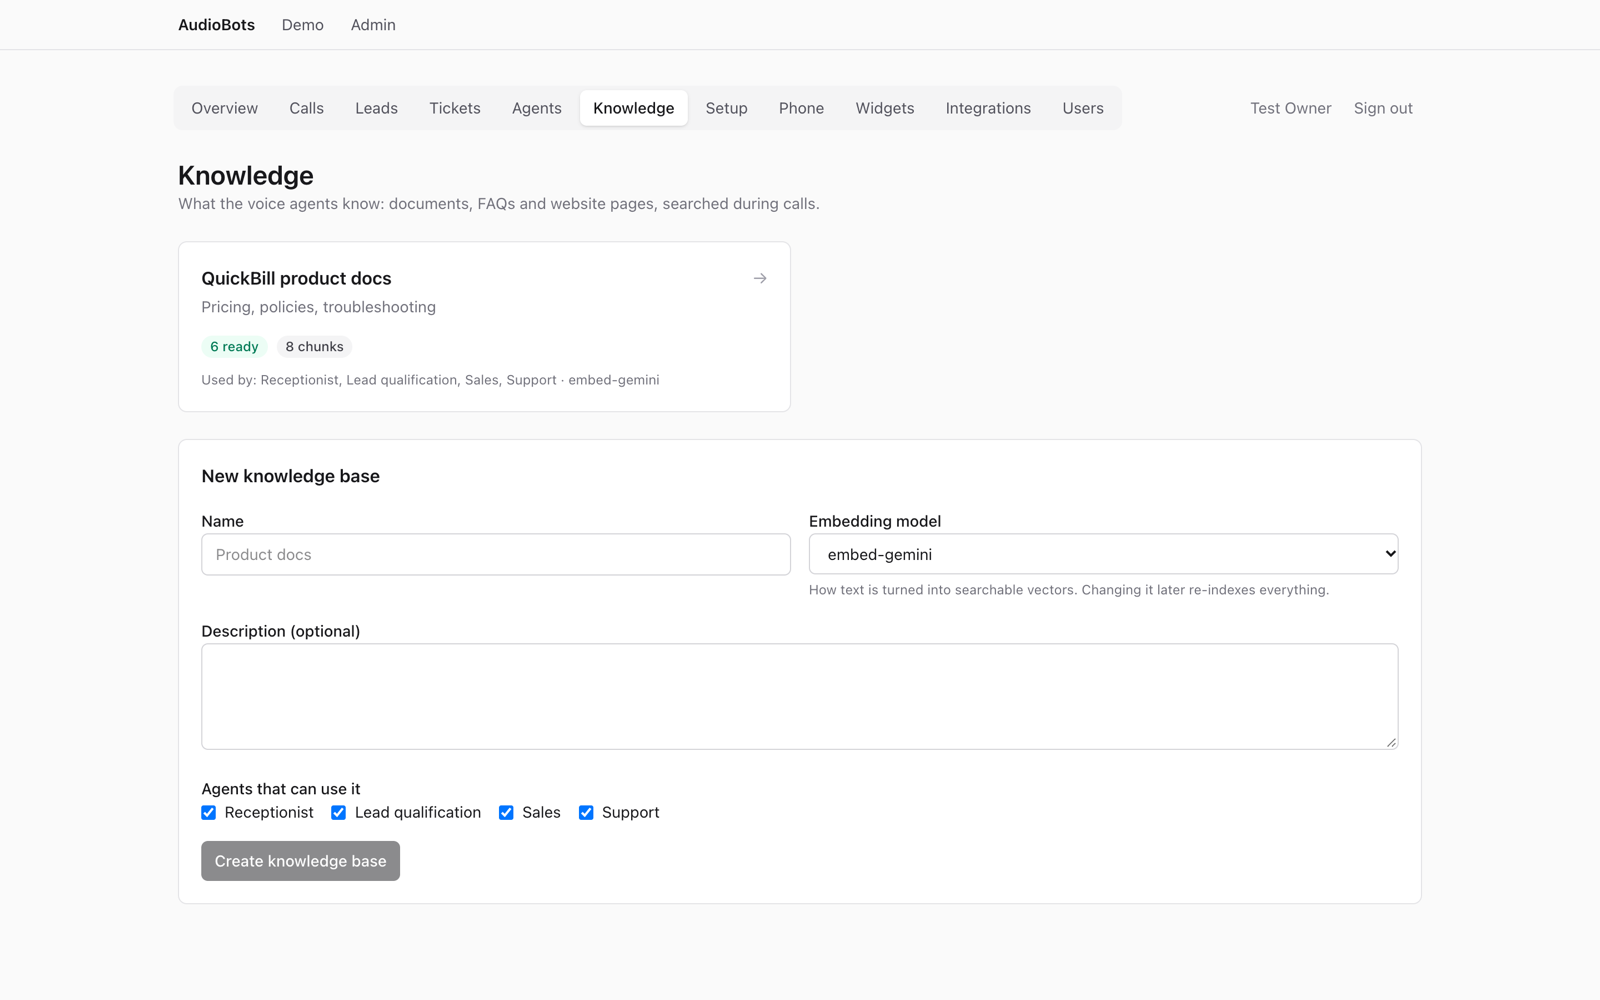 AudioBots Demo Admin
Overview Calls Leads Tickets Agents Knowledge Setup Phone Widgets Integrations Users Test Owner Sign out
Knowledge
What the voice agents know: documents, FAQs and website pages, searched during calls.
QuickBill product docs →
Pricing, policies, troubleshooting
6 ready 8 chunks
Used by: Receptionist, Lead qualification, Sales, Support · embed-gemini
New knowledge base
Name Embedding model
Product docs embed-gemini
How text is turned into searchable vectors. Changing it later re-indexes everything.
Description (optional)
Agents that can use it
Receptionist Lead qualification Sales Support
Create knowledge base